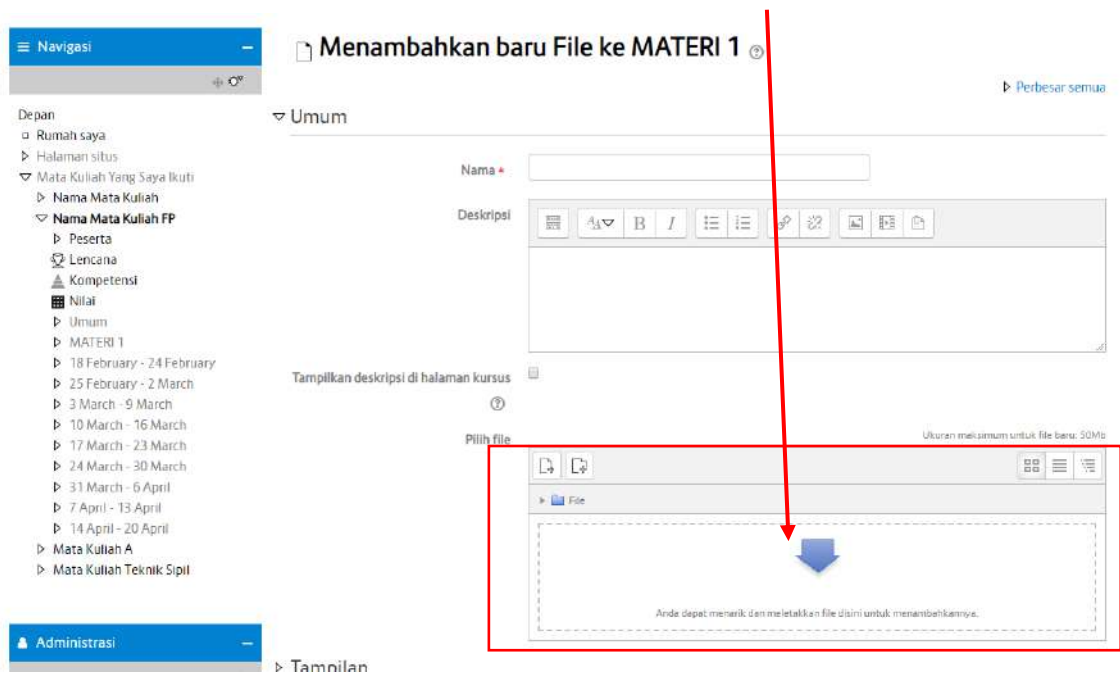 Navigasi
Depan
Rumah saya
Halaman situs
Mata Kuliah Yang Saya Ikuti
Nama Mata Kuliah
Nama Mata Kuliah FP
Peserta
Lencana
Kompetensi
Nilai
Umum
MATERI 1
18 February - 24 February
25 February - 2 March
3 March - 9 March
10 March - 16 March
17 March - 23 March
24 March - 30 March
31 March - 6 April
7 April - 13 April
14 April - 20 April
Mata Kuliah A
Mata Kuliah Teknik Sipil
Administrasi
Menambahkan baru File ke MATERI 1
Perbesar semua
Umum
Nama
Deskripsi
B I
Tampilkan deskripsi di halaman kursus
Pilih file
Ukuran maksimum untuk file baru: 50Mb
File
Anda dapat menarik dan meletakkan file disini untuk menambahkannya.
Tampilan